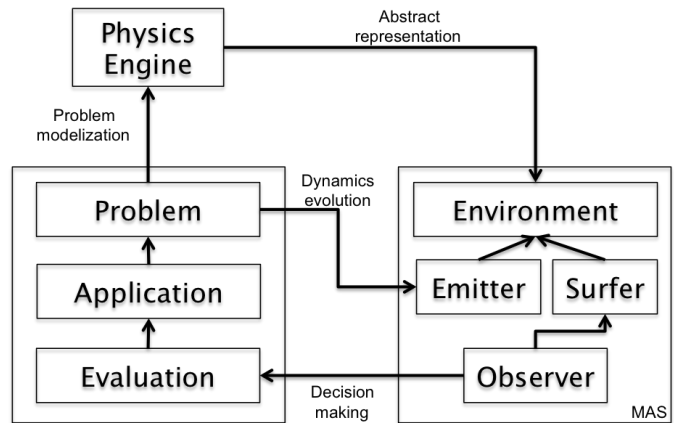 Physics
Engine
Abstract
representation
Problem
modelization
Dynamics
evolution
Problem
Application
Evaluation
Environment
Emitter
Surfer
Observer
Decision
making
MAS